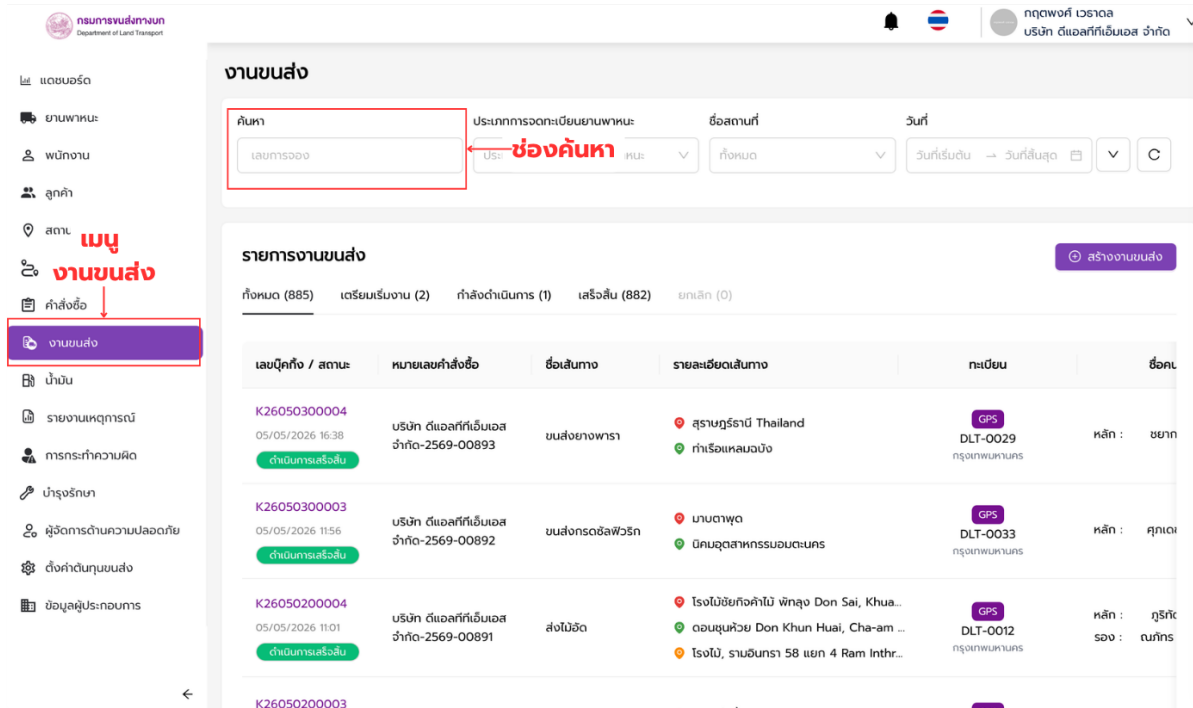 กรมการขนส่งทางบก
Department of Land Transport
กฤตพงศ์ เวธาดล
บริษัท ดีแอลทีทีเอ็มเอส จำกัด
แดชบอร์ด
ยานพาหนะ
พนักงาน
ลูกค้า
เมนู
งานขนส่ง
คำสั่งซื้อ
งานขนส่ง
น้ำมัน
รายงานเหตุการณ์
การกระทำความผิด
บำรุงรักษา
ผู้จัดการด้านความปลอดภัย
ตั้งค่าต้นทุนขนส่ง
ข้อมูลผู้ประกอบการ
งานขนส่ง
ค้นหา ประเภทการจดทะเบียนยานพาหนะ ชื่อสถานที่ วันที่
เลขการจอง ช่องค้นหา ทั้งหมด วันที่เริ่มต้น → วันที่สิ้นสุด
รายการงานขนส่ง
สร้างงานขนส่ง
ทั้งหมด (885) เตรียมเริ่มงาน (2) กำลังดำเนินการ (1) เสร็จสิ้น (882) ยกเลิก (0)
เลขบุ๊คกิ้ง / สถานะ หมายเลขคำสั่งซื้อ ชื่อเส้นทาง รายละเอียดเส้นทาง ทะเบียน
K26050300004
05/05/2026 16:38
ดำเนินการเสร็จสิ้น
บริษัท ดีแอลทีทีเอ็มเอส
จำกัด-2569-00893
ขนส่งยางพารา
สุราษฎร์ธานี Thailand
ท่าเรือแหลมฉบัง
GPS
DLT-0029
กรุงเทพมหานคร
หลัก :
K26050300003
05/05/2026 11:56
ดำเนินการเสร็จสิ้น
บริษัท ดีแอลทีทีเอ็มเอส
จำกัด-2569-00892
ขนส่งกรดซัลฟิวริก
มาบตาพุด
นิคมอุตสาหกรรมอมตะนคร
GPS
DLT-0033
กรุงเทพมหานคร
หลัก :
K26050200004
05/05/2026 11:01
ดำเนินการเสร็จสิ้น
บริษัท ดีแอลทีทีเอ็มเอส
จำกัด-2569-00891
ส่งไม้อัด
โรงไม้ชัยกิจค้าไม้ พัทลุง Don Sai, Khua...
ดอนขุนห้วย Don Khun Huai, Cha-am ...
โรงไม้, รามอินทรา 58 แยก 4 Ram Inthr...
GPS
DLT-0012
กรุงเทพมหานคร
หลัก :
รอง : ณภัทร
K26050200003